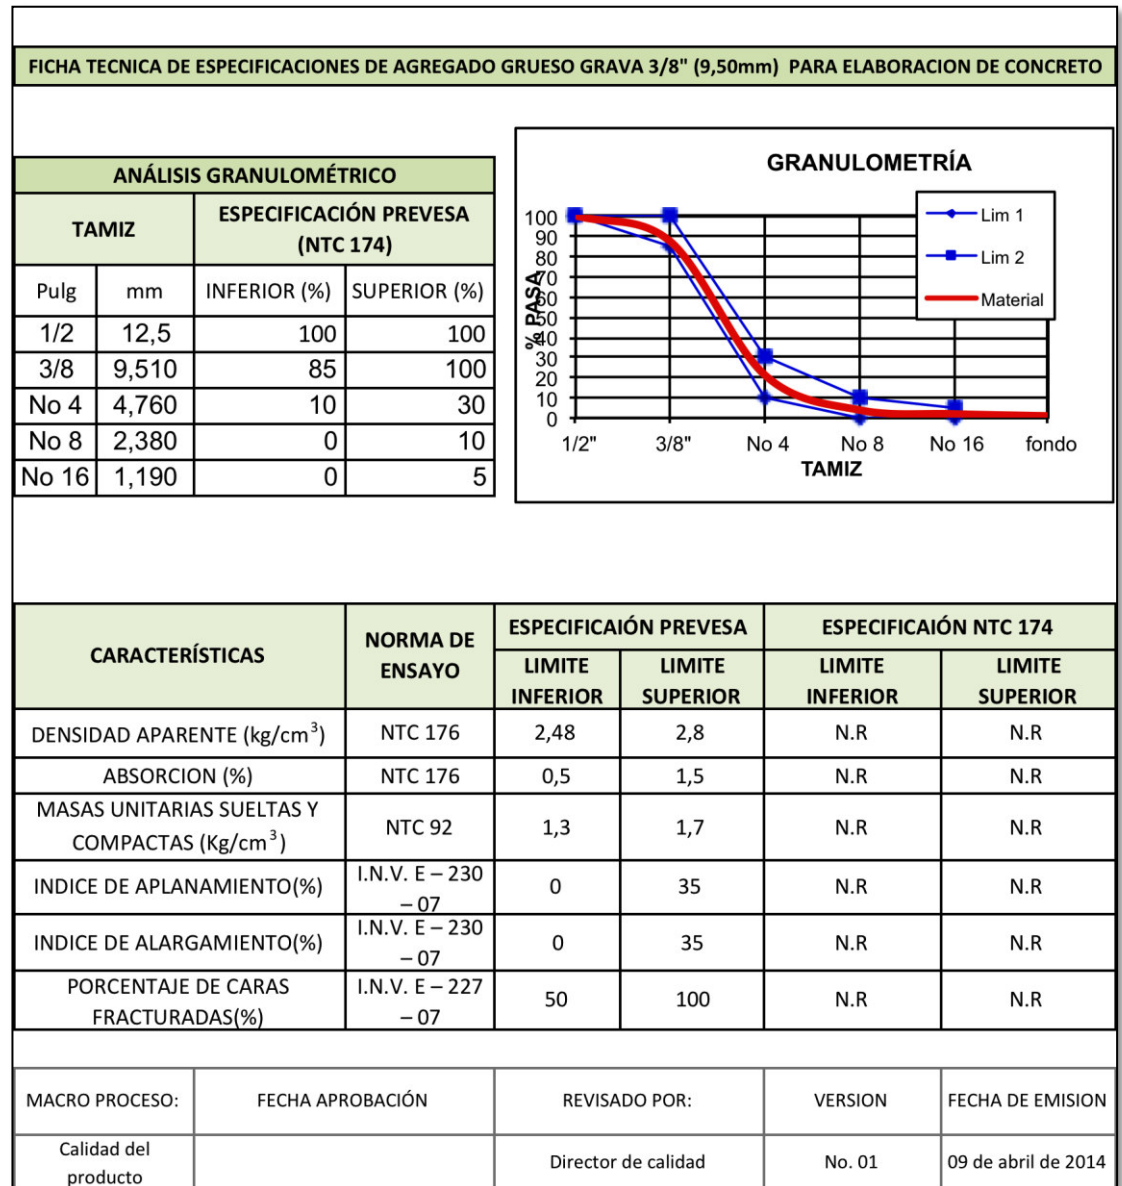 FICHA TECNICA DE ESPECIFICACIONES DE AGREGADO GRUESO GRAVA 3/8" (9,50mm) PARA ELABORACION DE CONCRETO
ANÁLISIS GRANULOMÉTRICO
TAMIZ
ESPECIFICACIÓN PREVESA
(NTC 174)
Pulg mm INFERIOR (%) SUPERIOR (%)
1/2 12,5 100 100
3/8 9,510 85 100
No 4 4,760 10 30
No 8 2,380 0 10
No 16 1,190 0 5
GRANULOMETRÍA
Lim 1
Lim 2
Material
% PASA
100
90
80
70
60
50
40
30
20
10
0
1/2" 3/8" No 4 No 8 No 16 fondo
TAMIZ
CARACTERÍSTICAS
NORMA DE
ENSAYO
ESPECIFICAIÓN PREVESA
ESPECIFICAIÓN NTC 174
LIMITE
INFERIOR
LIMITE
SUPERIOR
LIMITE
INFERIOR
LIMITE
SUPERIOR
DENSIDAD APARENTE (kg/cm³) NTC 176 2,48 2,8 N.R N.R
ABSORCION (%) NTC 176 0,5 1,5 N.R N.R
MASAS UNITARIAS SUELTAS Y
COMPACTAS (Kg/cm³)
NTC 92 1,3 1,7 N.R N.R
INDICE DE APLANAMIENTO(%)
I.N.V. E – 230
– 07
0 35 N.R N.R
INDICE DE ALARGAMIENTO(%)
I.N.V. E – 230
– 07
0 35 N.R N.R
PORCENTAJE DE CARAS
FRACTURADAS(%)
I.N.V. E – 227
– 07
50 100 N.R N.R
MACRO PROCESO: FECHA APROBACIÓN REVISADO POR: VERSION FECHA DE EMISION
Calidad del
producto
Director de calidad No. 01 09 de abril de 2014